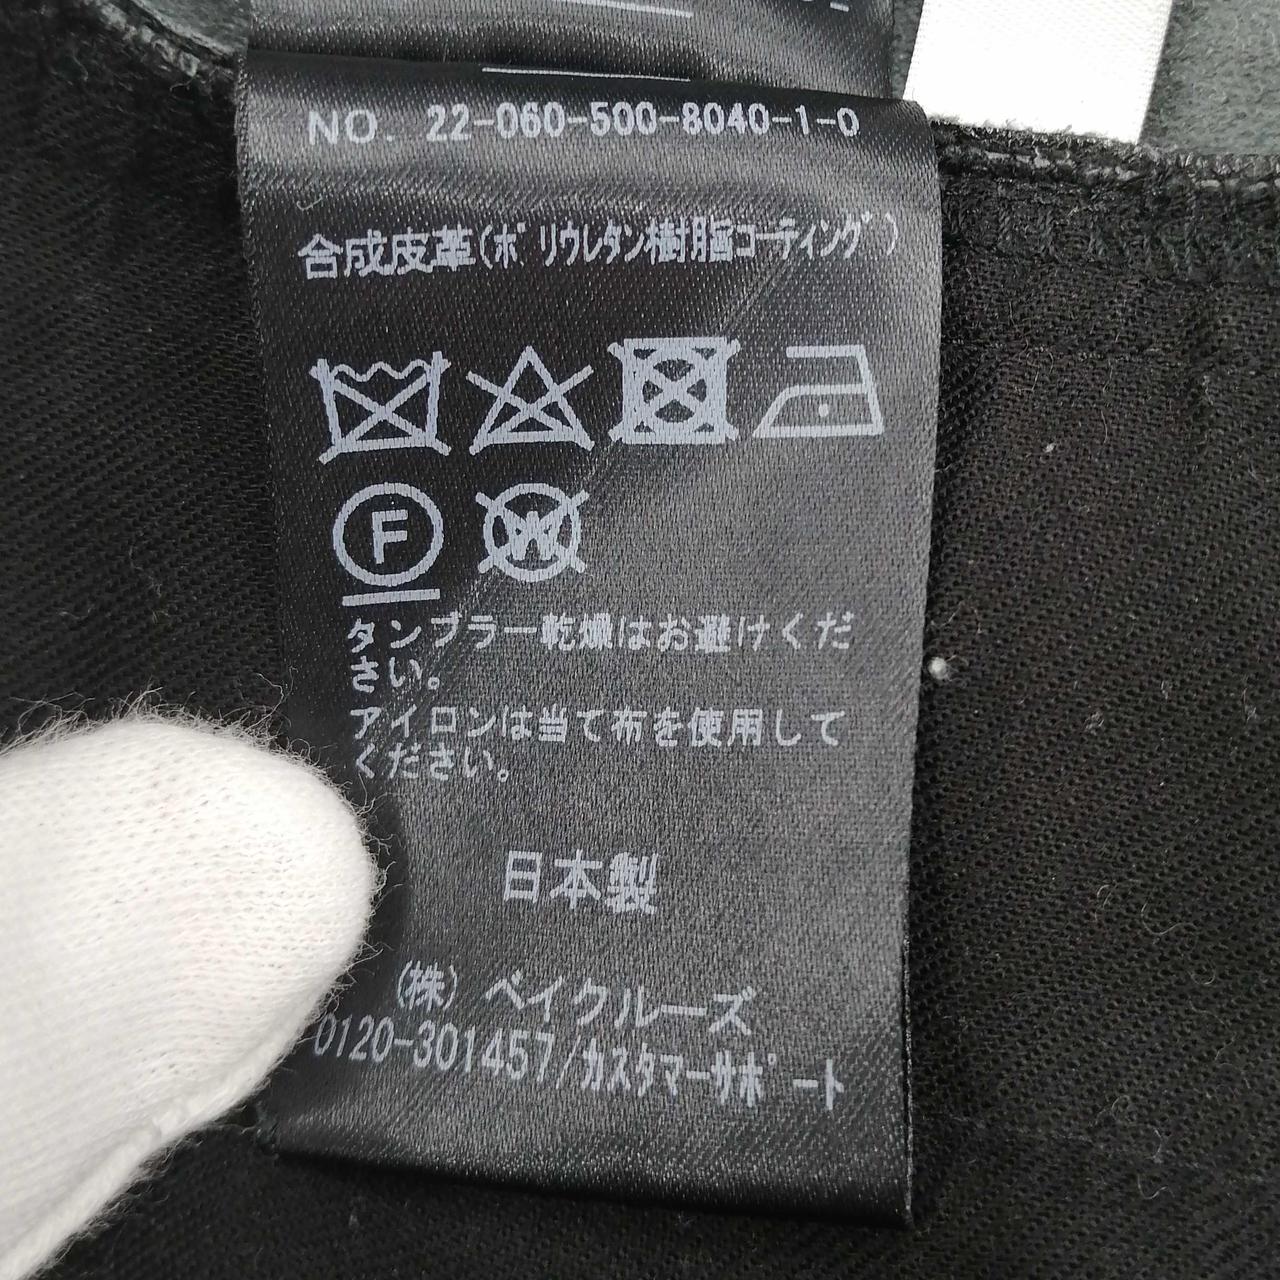 NO. 22-060-500-8040-1-0
合成皮革(ポリウレタン樹脂コーティング)
F
W
タンブラー乾燥はお避けくだ
さい。
アイロンは当て布を使用して
ください。
日本製
(株) ベイクルーズ
0120-301457/カスタマーサポート